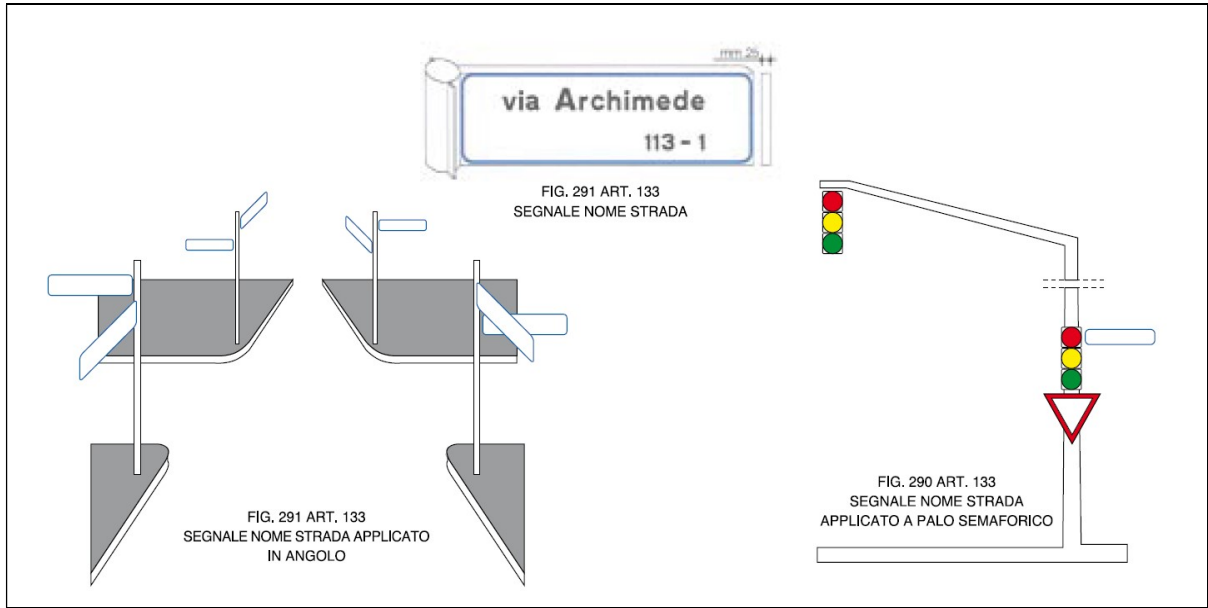 mm 25
via Archimede
113 - 1
FIG. 291 ART. 133
SEGNALE NOME STRADA
FIG. 291 ART. 133
SEGNALE NOME STRADA APPLICATO
IN ANGOLO
FIG. 290 ART. 133
SEGNALE NOME STRADA
APPLICATO A PALO SEMAFORICO